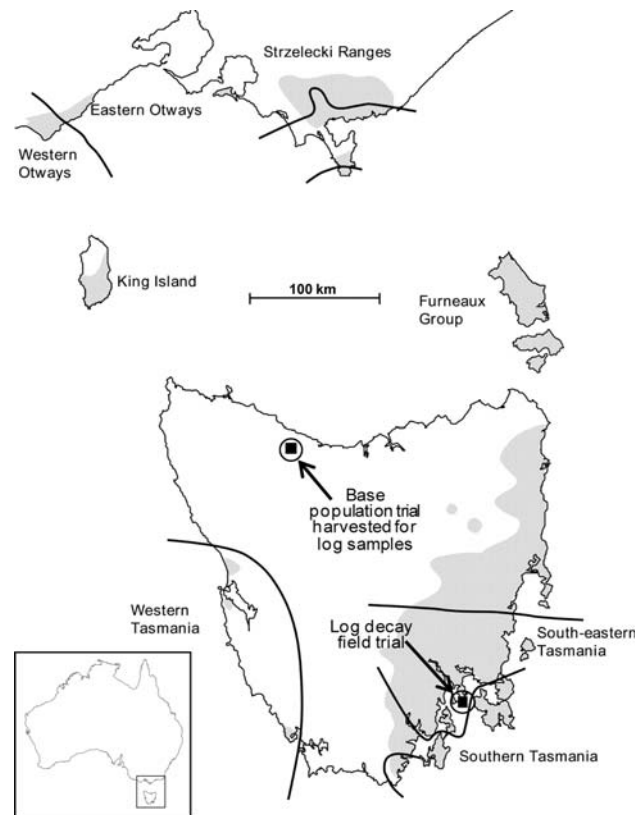 Strzelecki Ranges
Eastern Otways
Western
Otways
King Island
100 km
Furneaux
Group
Base
population trial
harvested for
log samples
Western
Tasmania
Log decay
field trial
South-eastern
Tasmania
Southern Tasmania